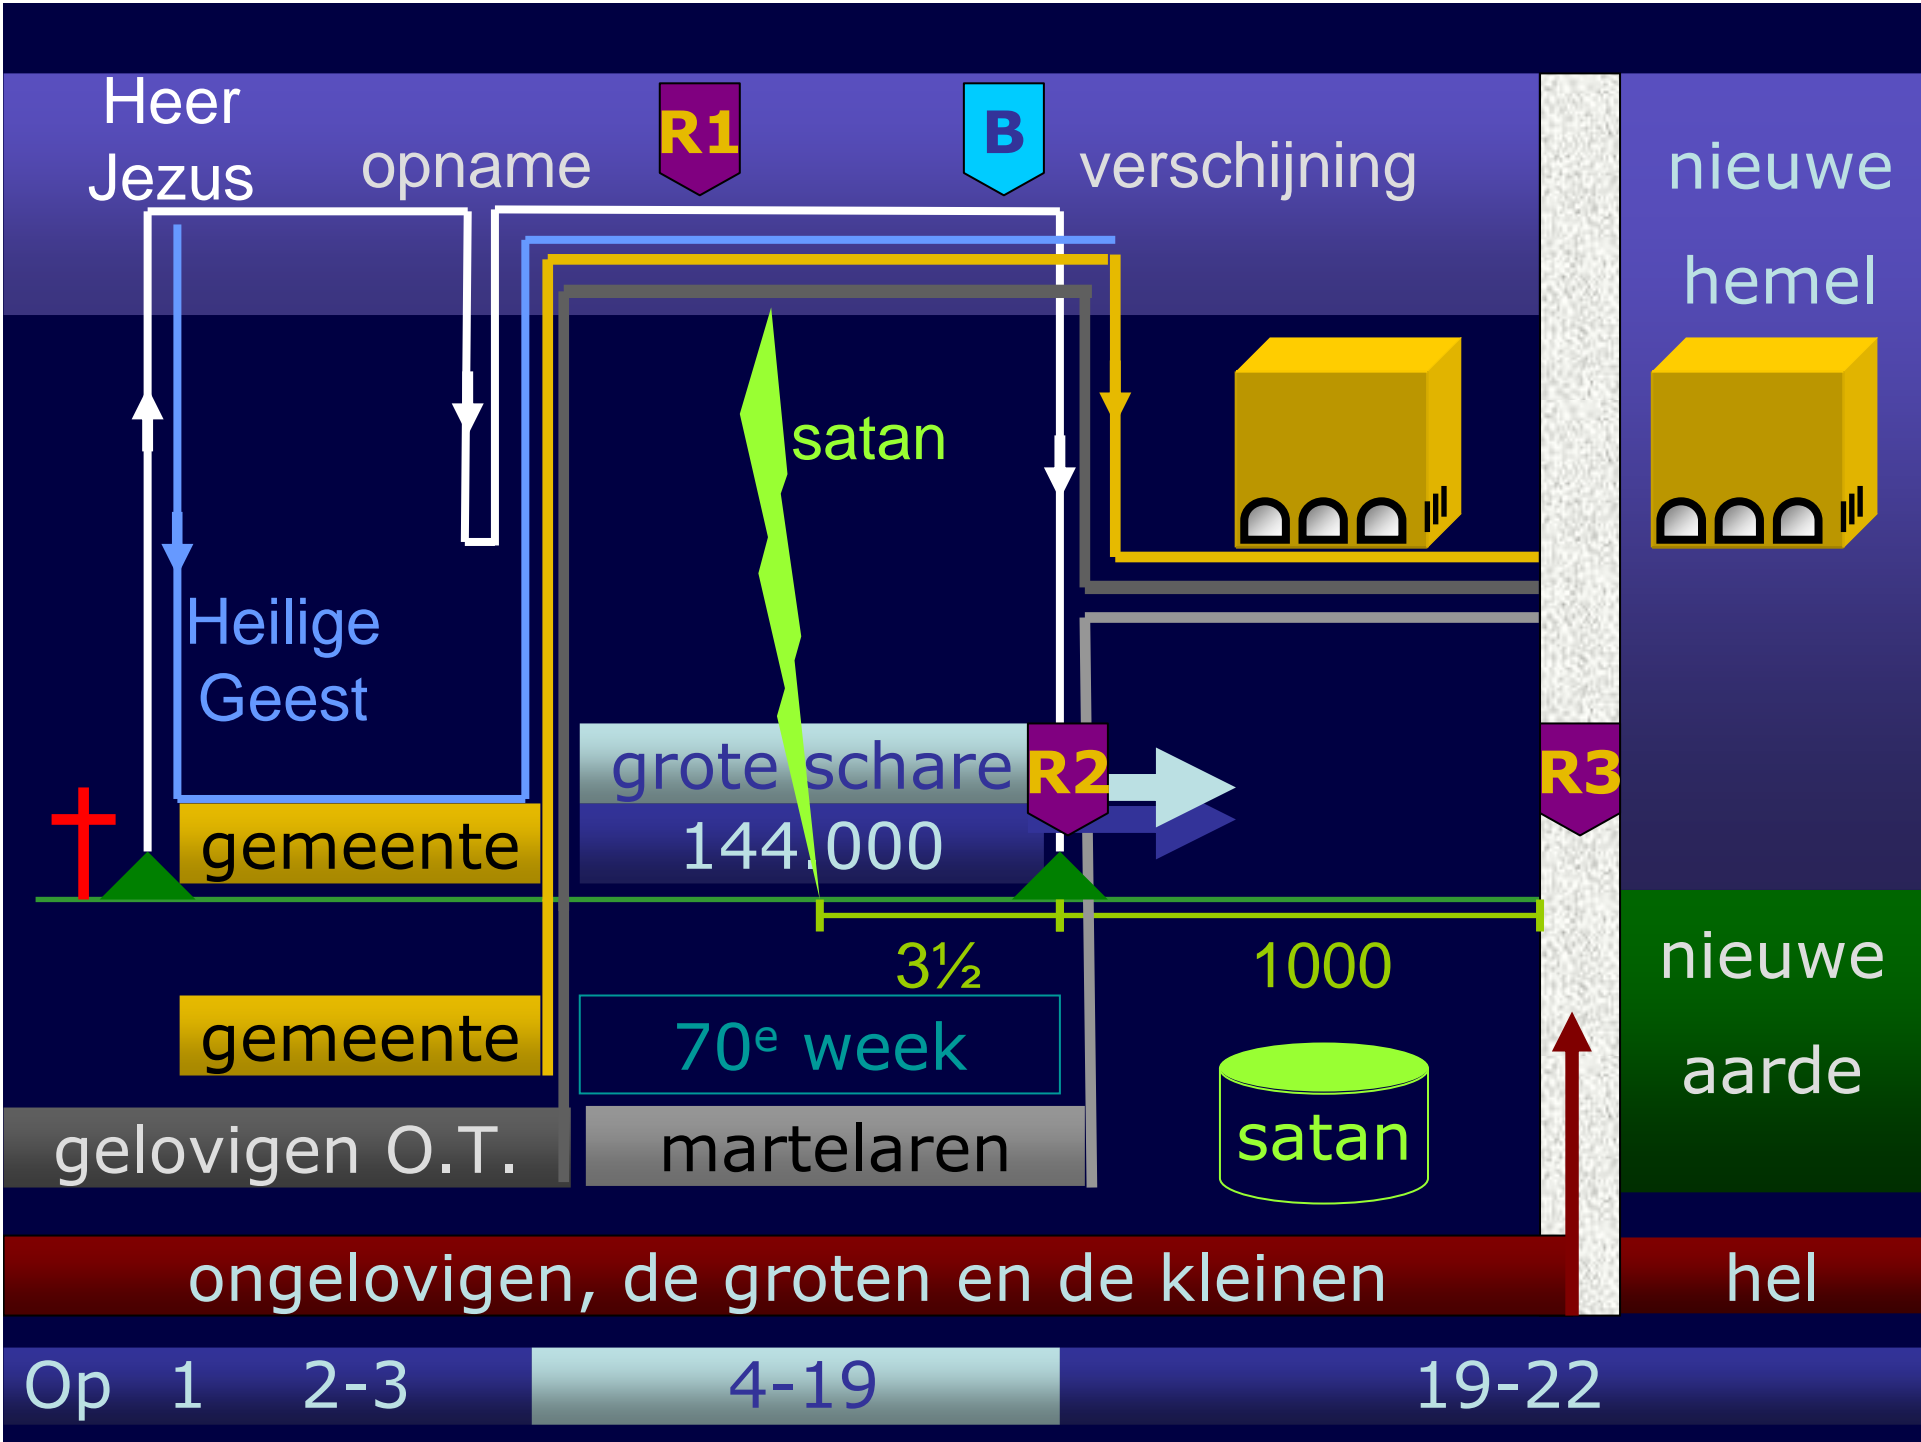 Heer
Jezus
opname
R1
B
verschijning
nieuwe
hemel
satan
Heilige
Geest
grote schare
R2
R3
gemeente
144.000
3½
1000
nieuwe
aarde
gemeente
70e week
gelovigen O.T.
martelaren
satan
ongelovigen, de groten en de kleinen
hel
Op 1 2-3 4-19 19-22